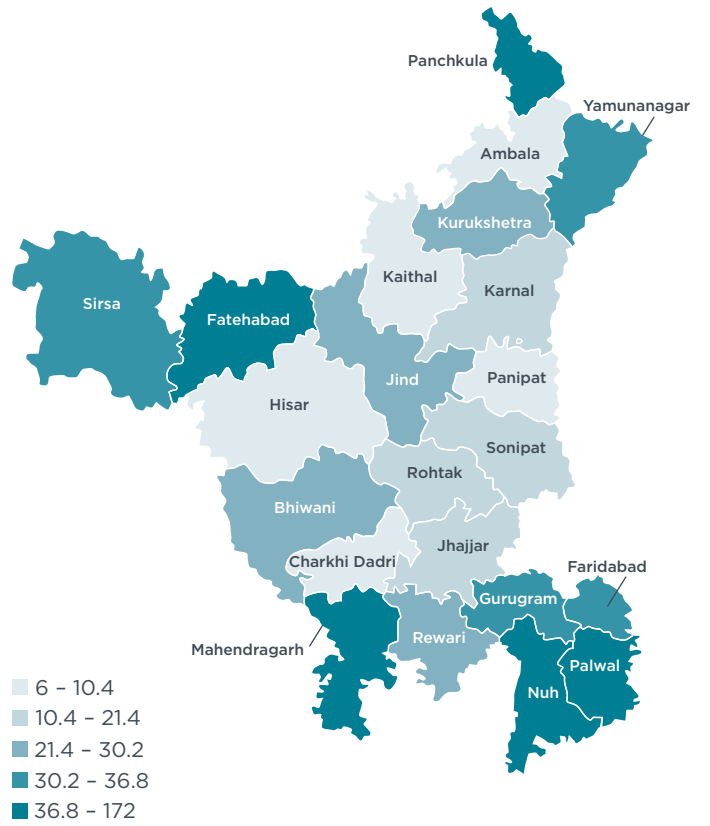 Panchkula
Yamunanagar
Ambala
Kurukshetra
Kaithal
Karnal
Sirsa
Fatehabad
Jind
Panipat
Hisar
Sonipat
Rohtak
Bhiwani
Jhajjar
Charkhi Dadri
Faridabad
Gurugram
Mahendragarh
Rewari
Palwal
Nuh
6 – 10.4
10.4 – 21.4
21.4 – 30.2
30.2 – 36.8
36.8 – 172